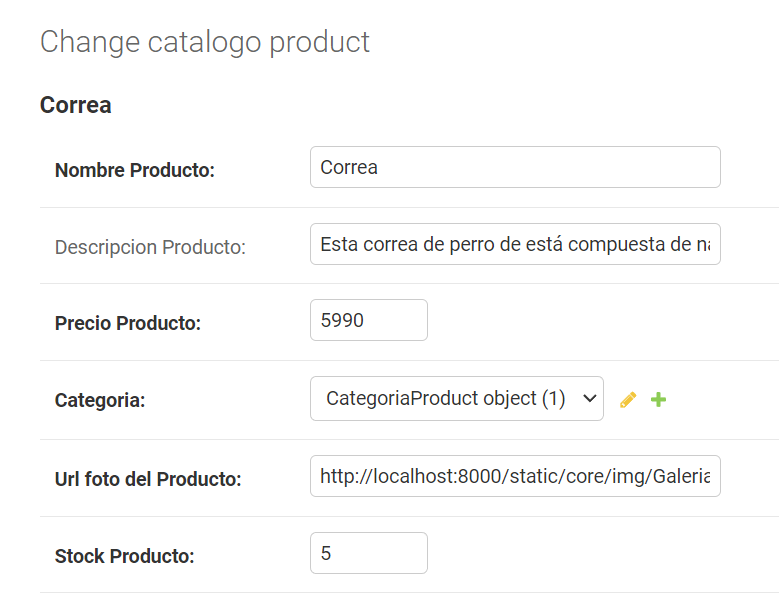 Change catalogo product
Correa
Nombre Producto: Correa
Descripcion Producto: Esta correa de perro de está compuesta de
Precio Producto: 5990
Categoria: CategoriaProduct object (1)
Url foto del Producto: http://localhost:8000/static/core/img/Galeria
Stock Producto: 5